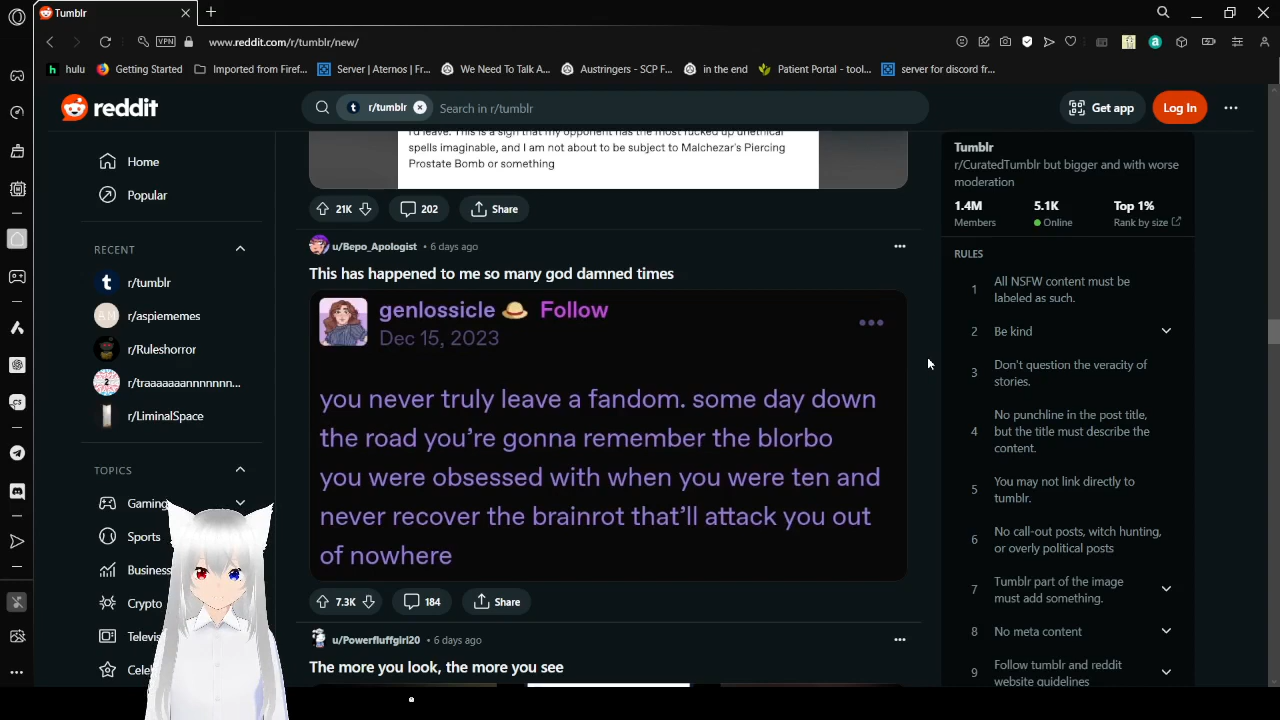 Tumblr
www.reddit.com/r/tumblr/new/
VPN
hulu
Getting Started
Imported from Firef...
Server | Aternos | Fr...
We Need To Talk A...
Austringers - SCP F...
in the end
Patient Portal - tool...
server for discord fr...
reddit
r/tumblr
Search in r/tumblr
Get app
Log In
Home
Popular
RECENT
r/tumblr
r/aspiememes
r/Ruleshorror
r/traaaaaaannnnnnn...
r/LiminalSpace
TOPICS
Gaming
Sports
Business
Crypto
Televis
Celeb
I'd leave. This is a sign that my opponent has the most fucked up unethical
spells imaginable, and I am not about to be subject to Malchezar's Piercing
Prostate Bomb or something
21K
202
Share
u/Bepo_Apologist • 6 days ago
This has happened to me so many god damned times
genlossicle Follow
Dec 15, 2023
you never truly leave a fandom. some day down
the road you're gonna remember the blorbo
you were obsessed with when you were ten and
never recover the brainrot that'll attack you out
of nowhere
7.3K
184
Share
u/Powerfluffgirl20 • 6 days ago
The more you look, the more you see
Tumblr
r/CuratedTumblr but bigger and with worse
moderation
1.4M 5.1K Top 1%
Members Online Rank by size
RULES
1 All NSFW content must be
labeled as such.
2 Be kind
3 Don't question the veracity of
stories.
4 No punchline in the post title,
but the title must describe the
content.
5 You may not link directly to
tumblr.
6 No call-out posts, witch hunting,
or overly political posts
7 Tumblr part of the image
must add something.
8 No meta content
9 Follow tumblr and reddit
website guidelines